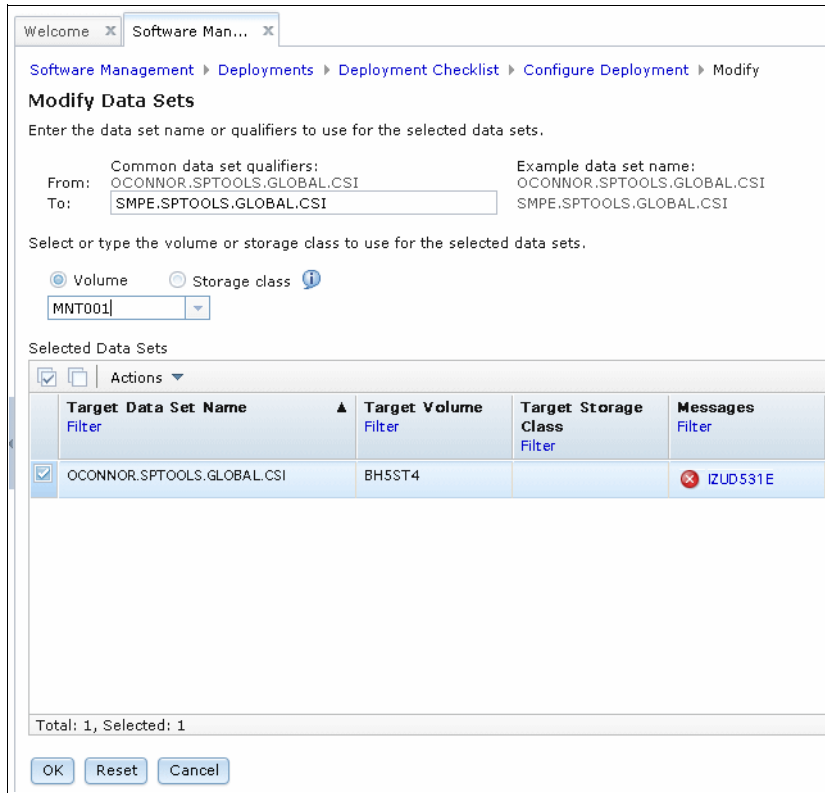 Welcome x Software Man... x
Software Management Deployments Deployment Checklist Configure Deployment Modify
Modify Data Sets
Enter the data set name or qualifiers to use for the selected data sets.
Common data set qualifiers: Example data set name:
From: OCONNOR.SPTOOLS.GLOBAL.CSI OCONNOR.SPTOOLS.GLOBAL.CSI
To: SMPE.SPTOOLS.GLOBAL.CSI SMPE.SPTOOLS.GLOBAL.CSI
Select or type the volume or storage class to use for the selected data sets.
Volume Storage class
MNT001
Selected Data Sets
Actions
Target Data Set Name Target Volume Target Storage Class Messages
Filter Filter Filter Filter
OCONNOR.SPTOOLS.GLOBAL.CSI BH5ST4 IZUD531E
Total: 1, Selected: 1
OK Reset Cancel